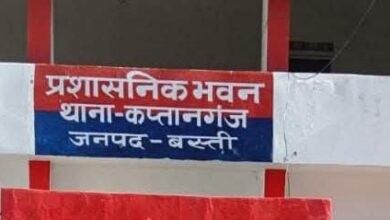 प्रशासनिक भवन
थाना-कप्तानगंज
जनपद - बस्ती